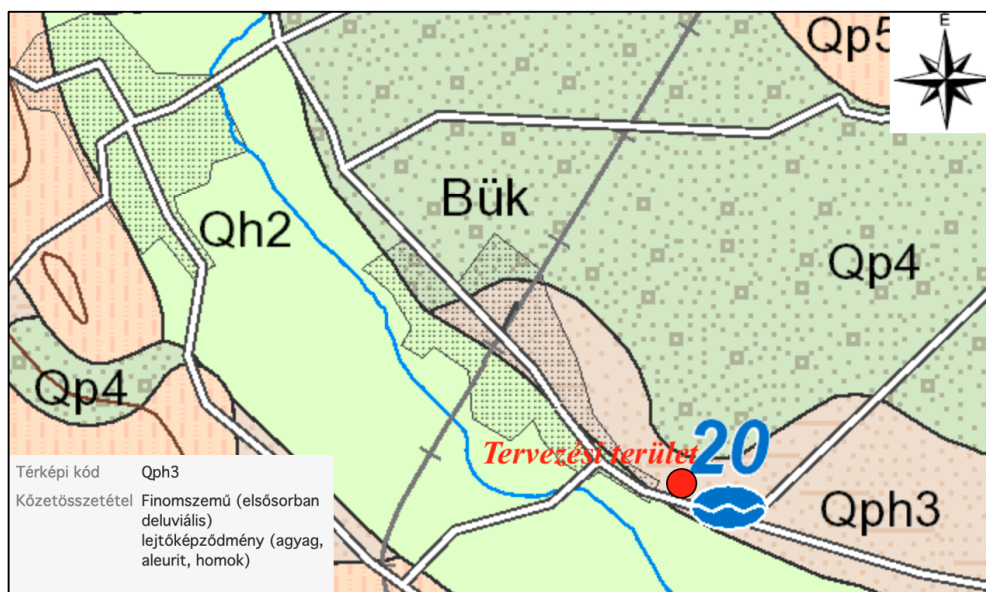 Qp5
E
Bük
Qh2
Qp4
Qp4
Tervezési terület
20
Qph3
Térképi kód Qph3
Kőzetösszetétel Finomszemű (elsősorban
deluviális)
lejtőképződmény (agyag,
aleurit, homok)